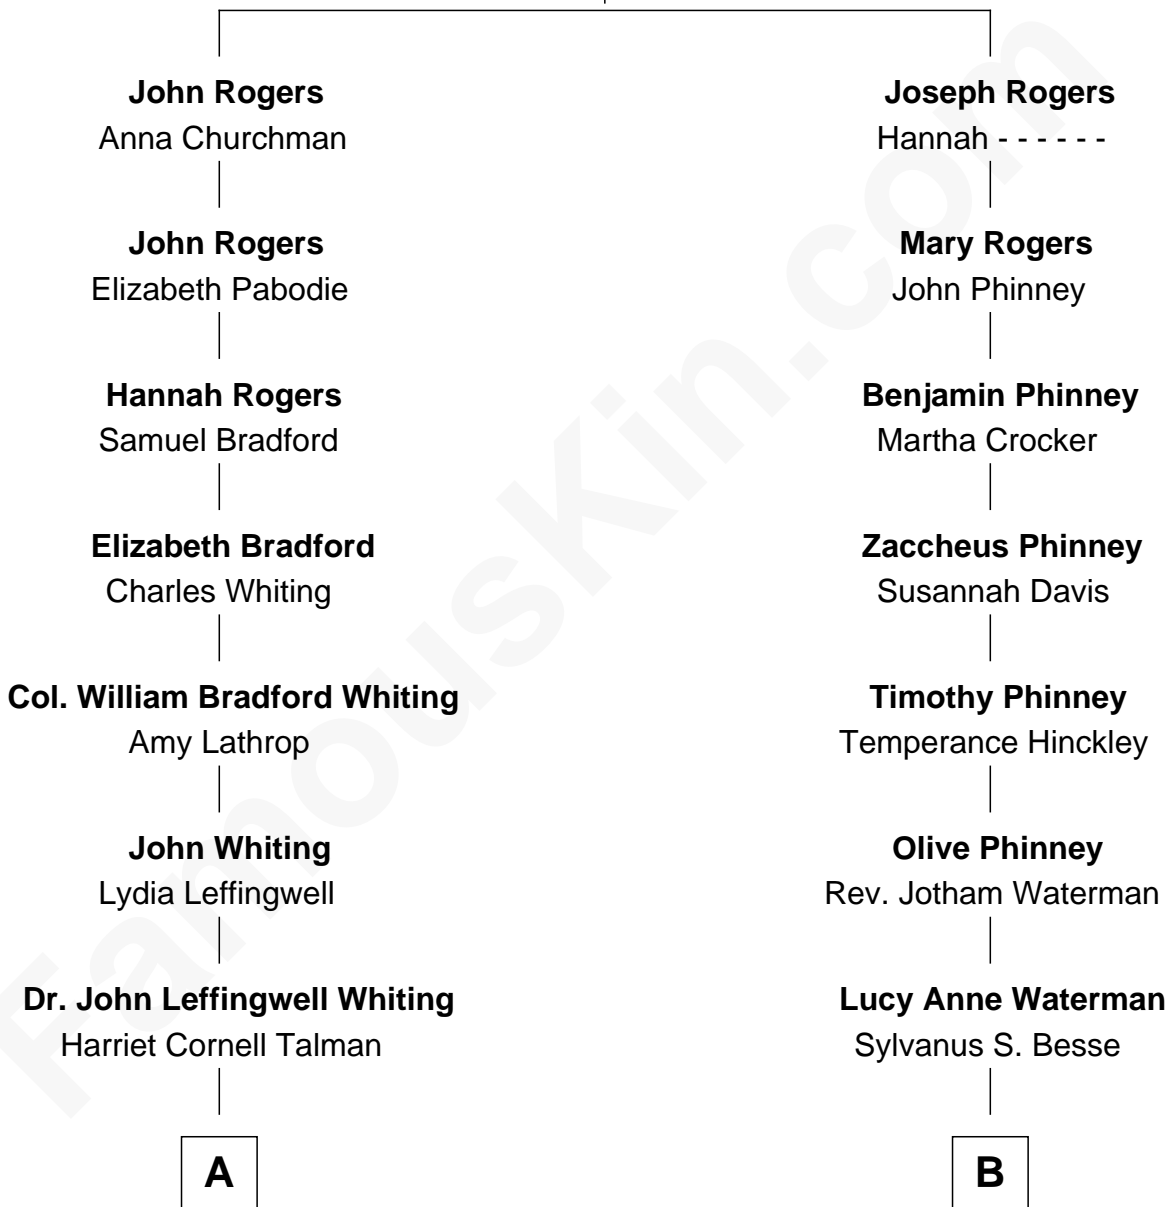 John Rogers
Anna Churchman
John Rogers
Elizabeth Pabodie
Hannah Rogers
Samuel Bradford
Elizabeth Bradford
Charles Whiting
Col. William Bradford Whiting
Amy Lathrop
John Whiting
Lydia Leffingwell
Dr. John Leffingwell Whiting
Harriet Cornell Talman
A
Joseph Rogers
Hannah - - - - - -
Mary Rogers
John Phinney
Benjamin Phinney
Martha Crocker
Zaccheus Phinney
Susannah Davis
Timothy Phinney
Temperance Hinckley
Olive Phinney
Rev. Jotham Waterman
Lucy Anne Waterman
Sylvanus S. Besse
B
FamousKin.com